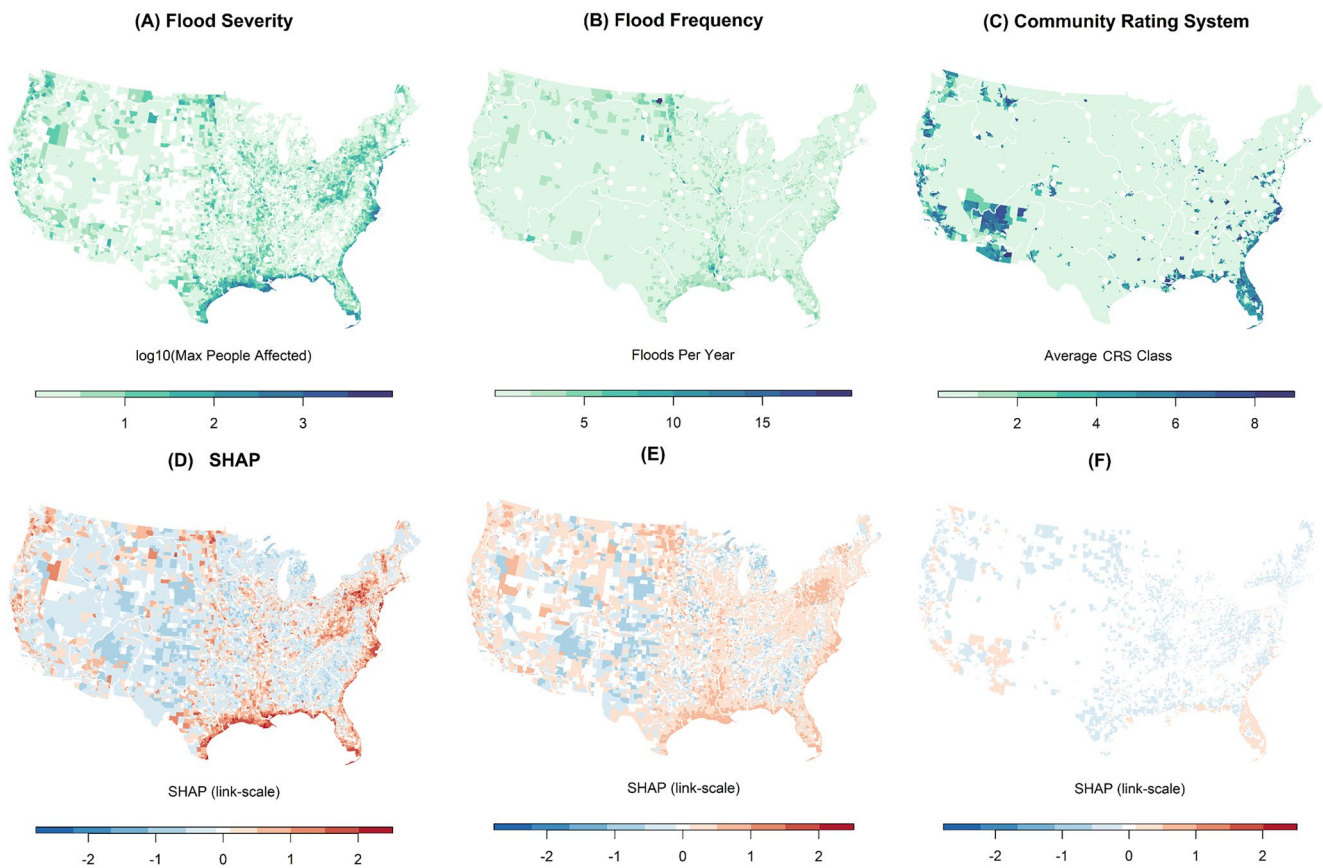 (A) Flood Severity
(B) Flood Frequency
(C) Community Rating System
log10(Max People Affected)
Floods Per Year
Average CRS Class
1 2 3
5 10 15
2 4 6 8
(D) SHAP
(E)
(F)
SHAP (link-scale)
SHAP (link-scale)
SHAP (link-scale)
-2 -1 0 1 2
-2 -1 0 1 2
-2 -1 0 1 2